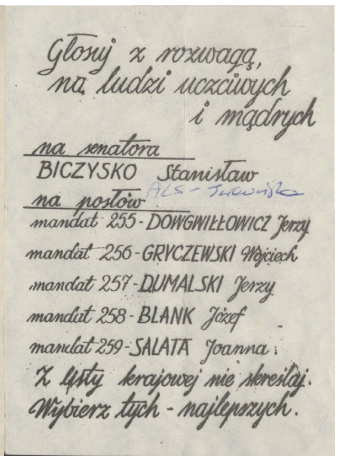 Głosuj z rozwagą,
na ludzi uczciwych
i mądrych
na senatora
BICZYSKO Stanisław
na posłów
mandat 255-DOWGWIŁŁOWICZ Jerzy
mandat 256-GRYCZEWSKI Wojciech
mandat 257-DUMALSKI Jerzy
mandat 258-BLANK Józef
mandat 259-SALATA Joanna.
Z listy krajowej nie skreślaj.
Wybierz tych - najlepszych.